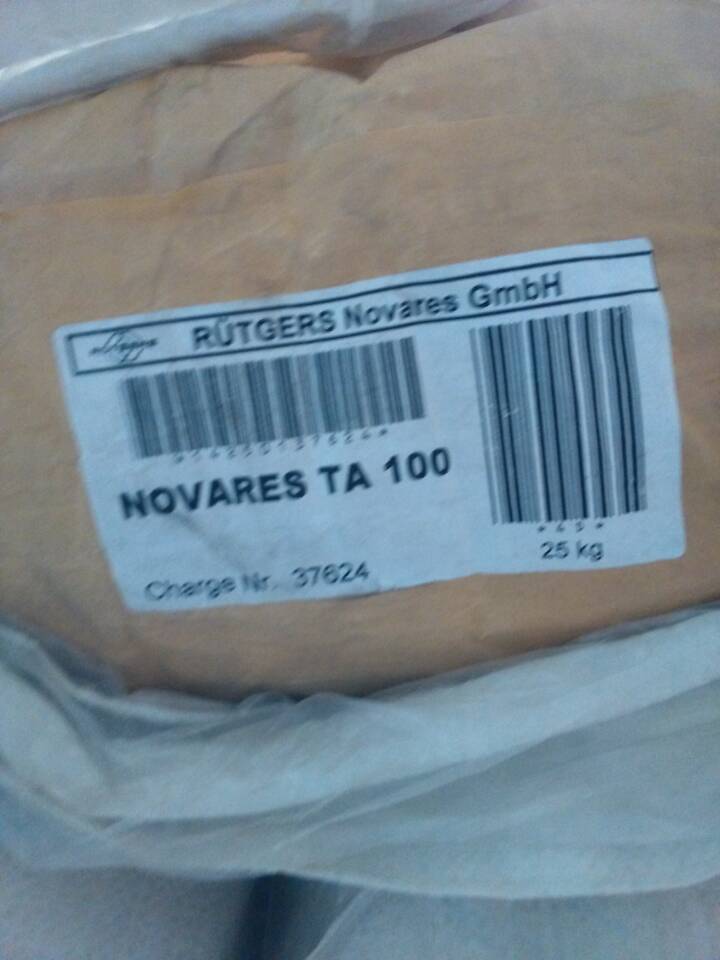 RÜTGERS Novares GmbH
NOVARES TA 100
25 kg
Charge Nr. 37624